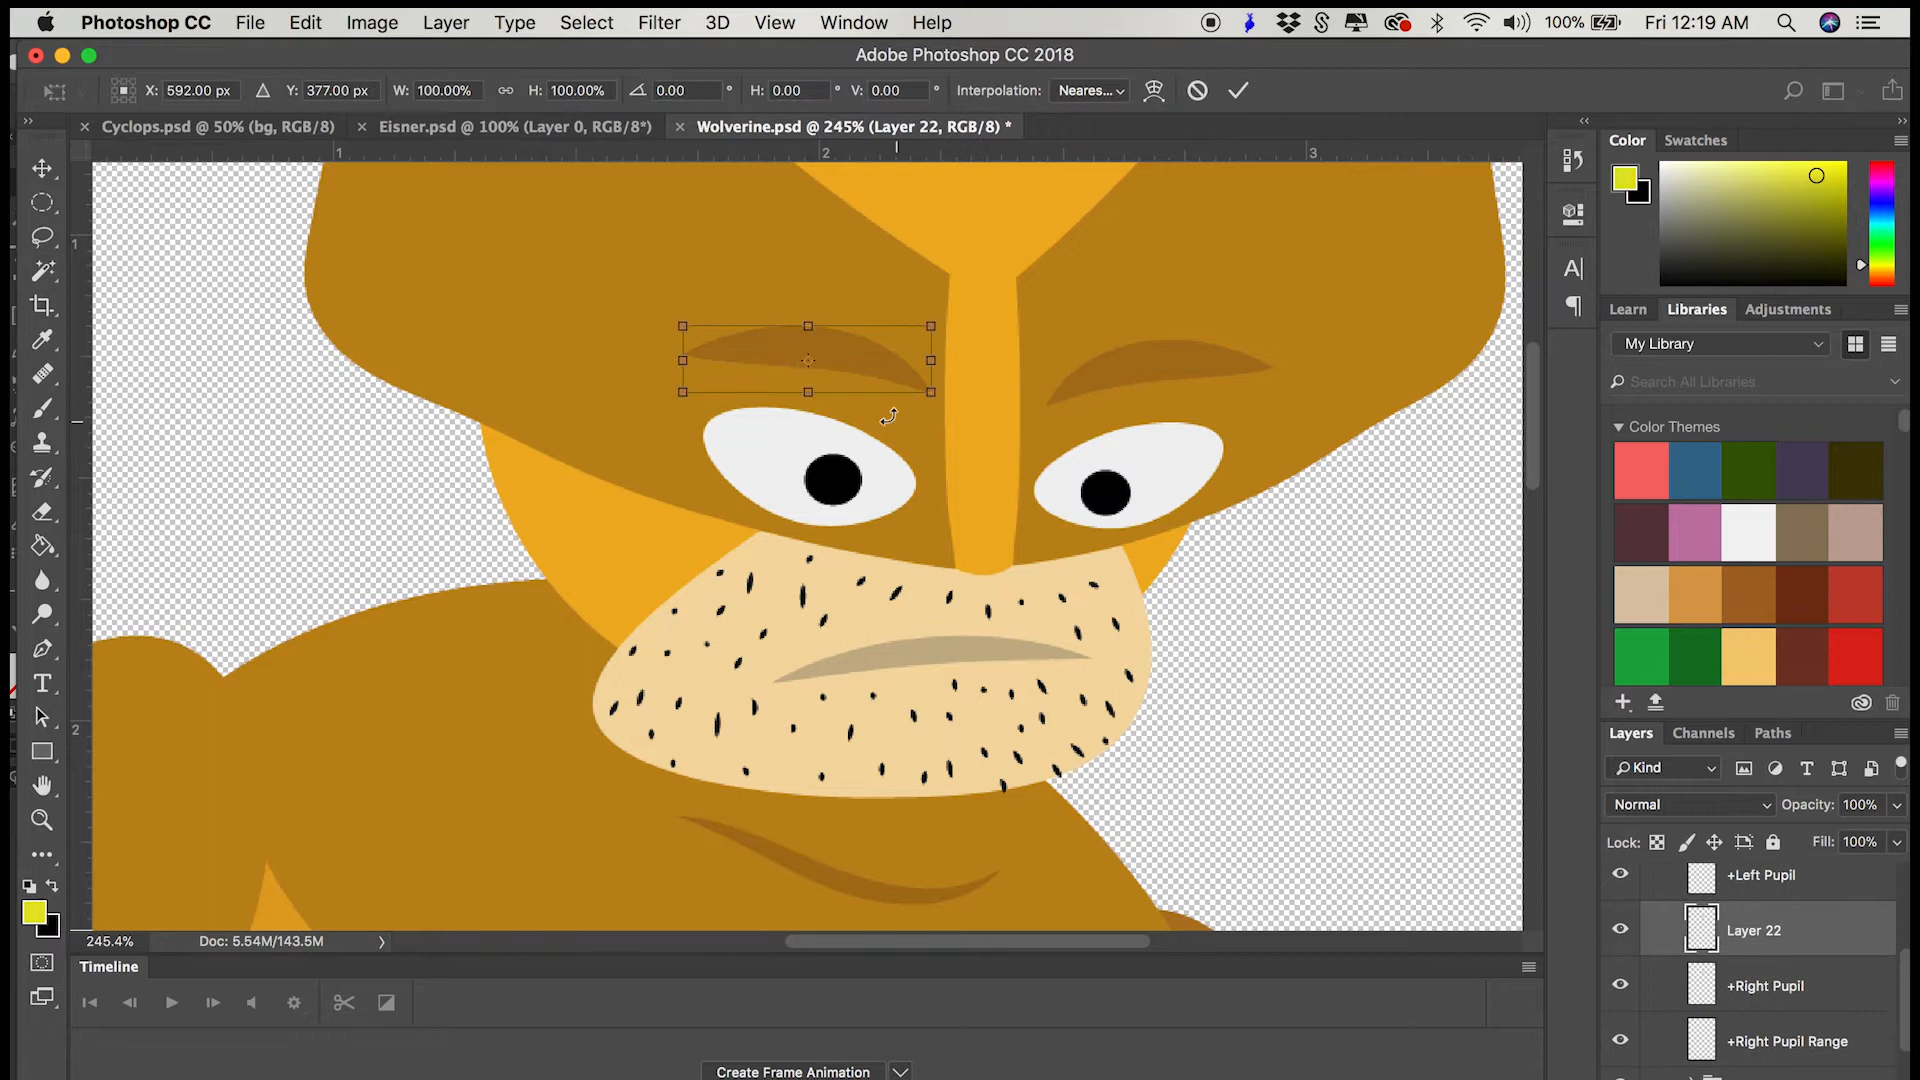 Photoshop CC File Edit Image Layer Type Select Filter 3D View Window Help 100% Fri 12:19 AM
Adobe Photoshop CC 2018
X: 592.00 px Y: 377.00 px W: 100.00% H: 100.00% 0.00 ° H: 0.00 ° V: 0.00 ° Interpolation: Neares...
Cyclops.psd @ 50% (bg, RGB/8) Eisner.psd @ 100% (Layer 0, RGB/8*) Wolverine.psd @ 245% (Layer 22, RGB/8) *
1 2 3
1
2
Color Swatches
Learn Libraries Adjustments
My Library
Search All Libraries
Color Themes
Layers Channels Paths
Kind
Normal Opacity: 100%
Lock: Fill: 100%
+Left Pupil
Layer 22
+Right Pupil
+Right Pupil Range
245.4% Doc: 5.54M/143.5M
Timeline
Create Frame Animation